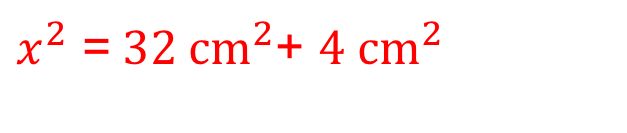 x² = 32 cm²+ 4 cm²